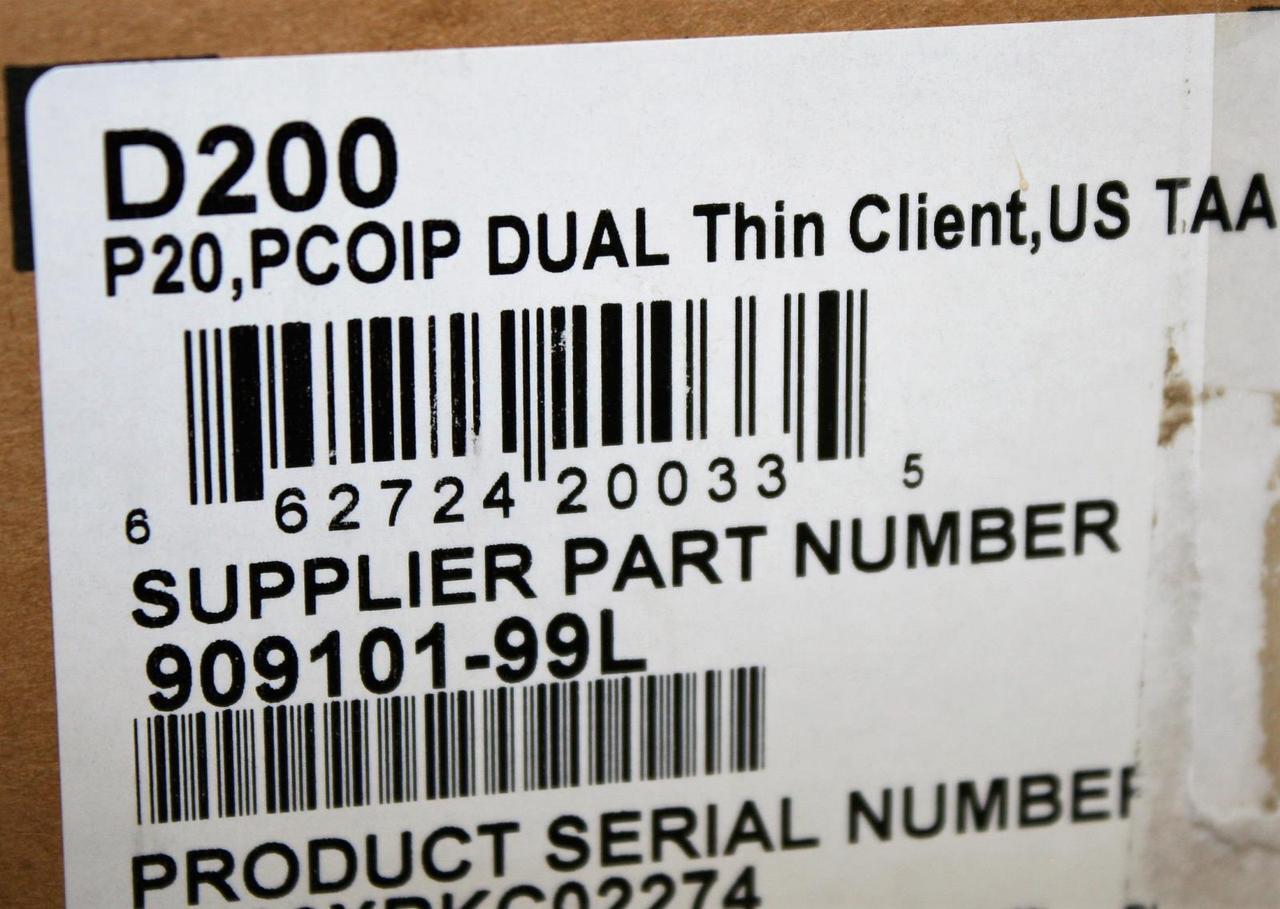 D200
P20,PCOIP DUAL Thin Client,US TAA
6 62724 20033 5
SUPPLIER PART NUMBER
909101-99L
PRODUCT SERIAL NUMBER